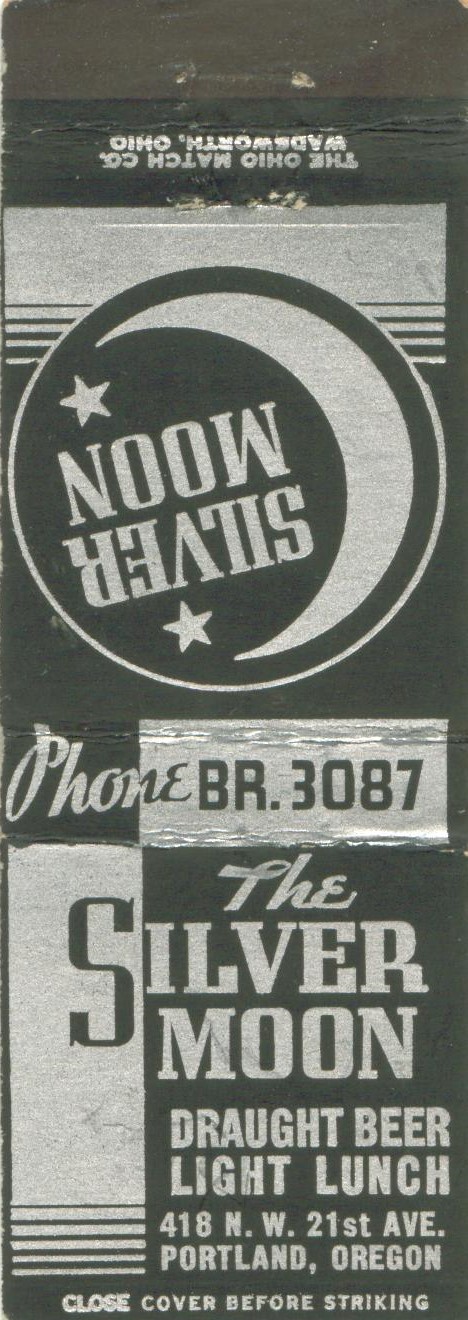 THE OHIO MATCH CO.
WADSWORTH, OHIO
SILVER
MOON
Phone BR. 3087
The
SILVER
MOON
DRAUGHT BEER
LIGHT LUNCH
418 N. W. 21st AVE.
PORTLAND, OREGON
CLOSE COVER BEFORE STRIKING